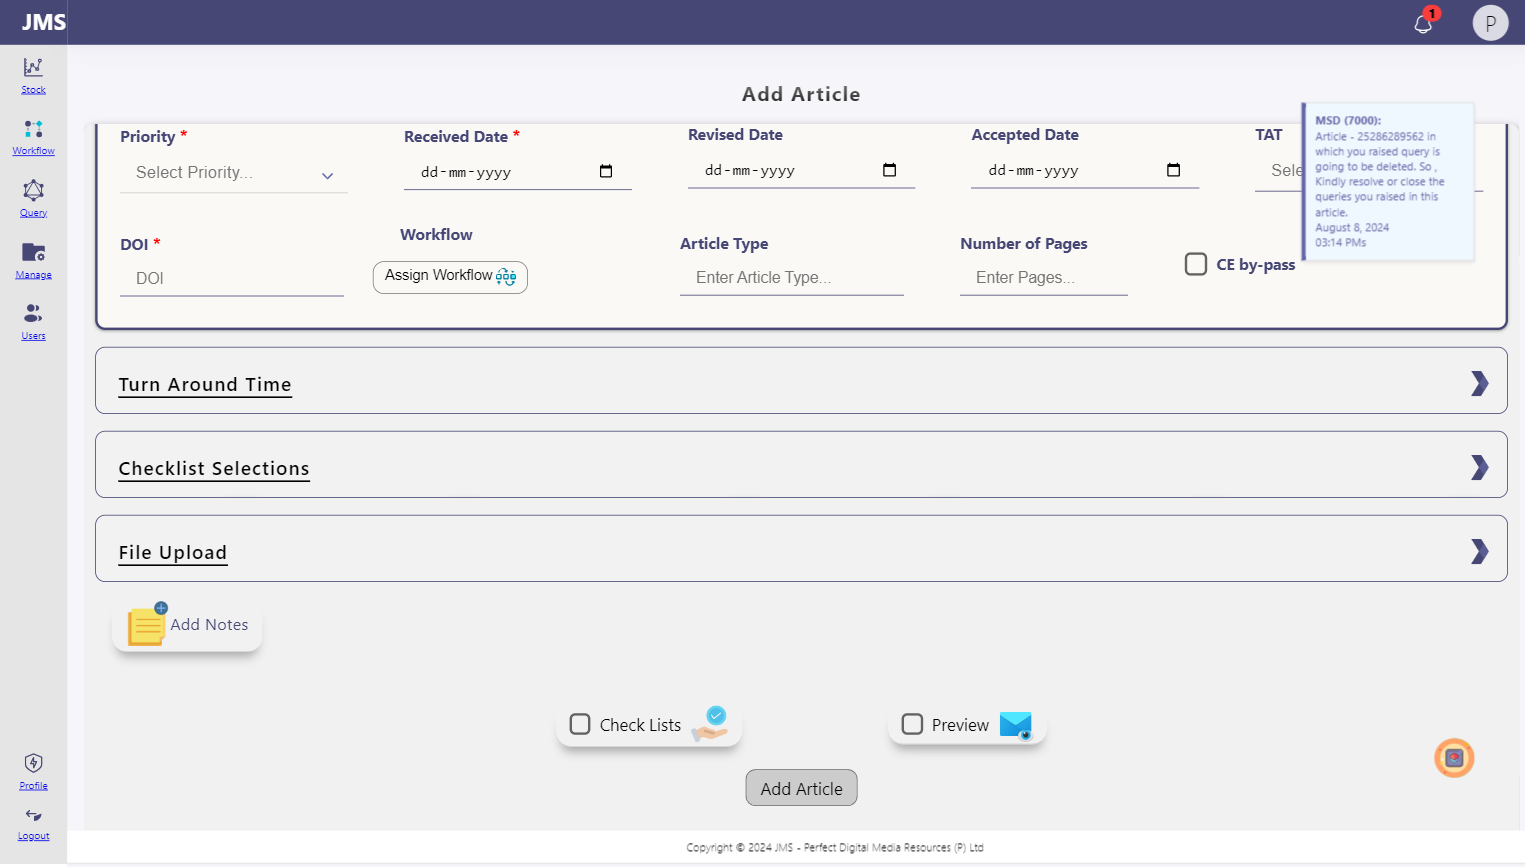 JMS
1
P
Stock
Workflow
Query
Manage
Users
Profile
Logout
Add Article
Priority *
Select Priority...
Received Date *
dd-mm-yyyy
Revised Date
dd-mm-yyyy
Accepted Date
dd-mm-yyyy
TAT
Sele
MSD (7000):
Article - 25286289562 in
which you raised query is
going to be deleted. So ,
Kindly resolve or close the
queries you raised in this
article.
August 8, 2024
03:14 PMs
DOI *
DOI
Workflow
Assign Workflow
Article Type
Enter Article Type...
Number of Pages
Enter Pages...
CE by-pass
Turn Around Time
Checklist Selections
File Upload
Add Notes
Check Lists
Preview
Add Article
Copyright © 2024 JMS - Perfect Digital Media Resources (P) Ltd